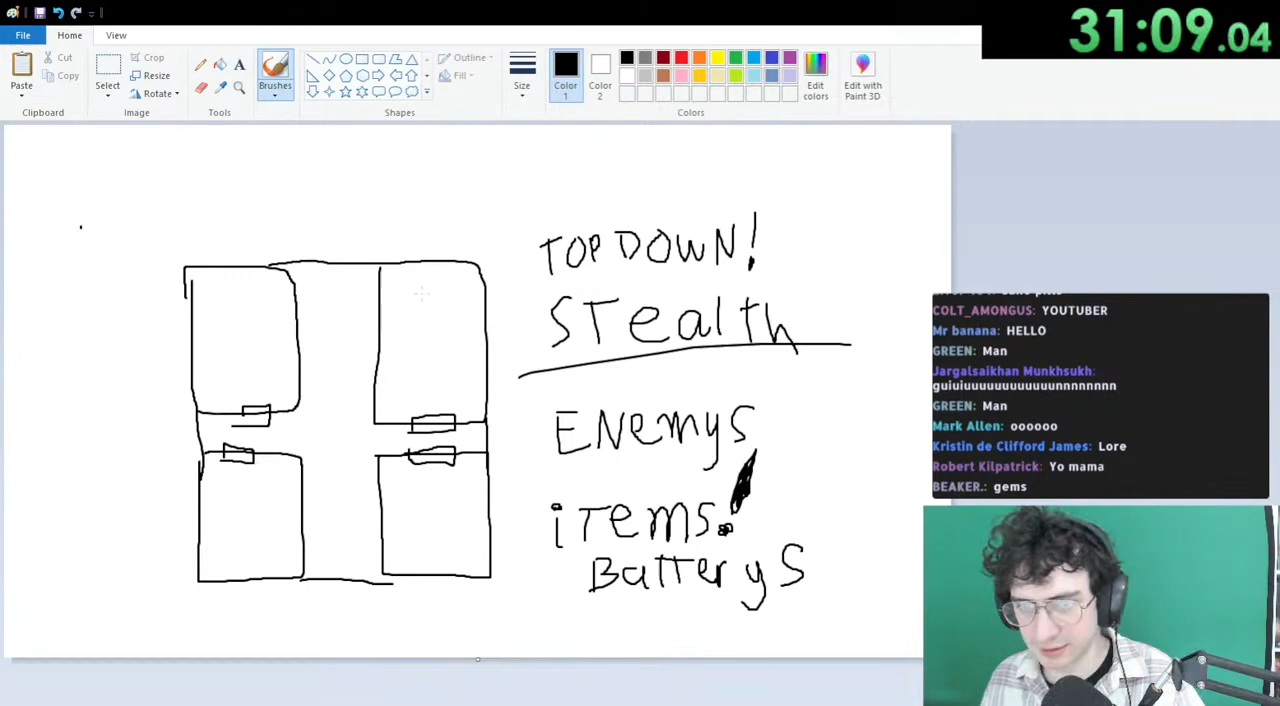 31:09.04
File Home View
Cut
Copy
Paste
Clipboard
Crop
Resize
Rotate
Select
Image
A
Tools
Brushes
Outline
Fill
Shapes
Size
Color 1
Color 2
Edit colors
Colors
Edit with Paint 3D
TOP DOWN!
STealth
ENemyS
iTems!
BaTTeryS
COLT_AMONGUS: YOUTUBER
Mr banana: HELLO
GREEN: Man
Jargalsaikhan Munkhsukh:
guiuiuuuuuuuuuuunnnnnnnn
GREEN: Man
Mark Allen: oooooo
Kristin de Clifford James: Lore
Robert Kilpatrick: Yo mama
BEAKER.: gems